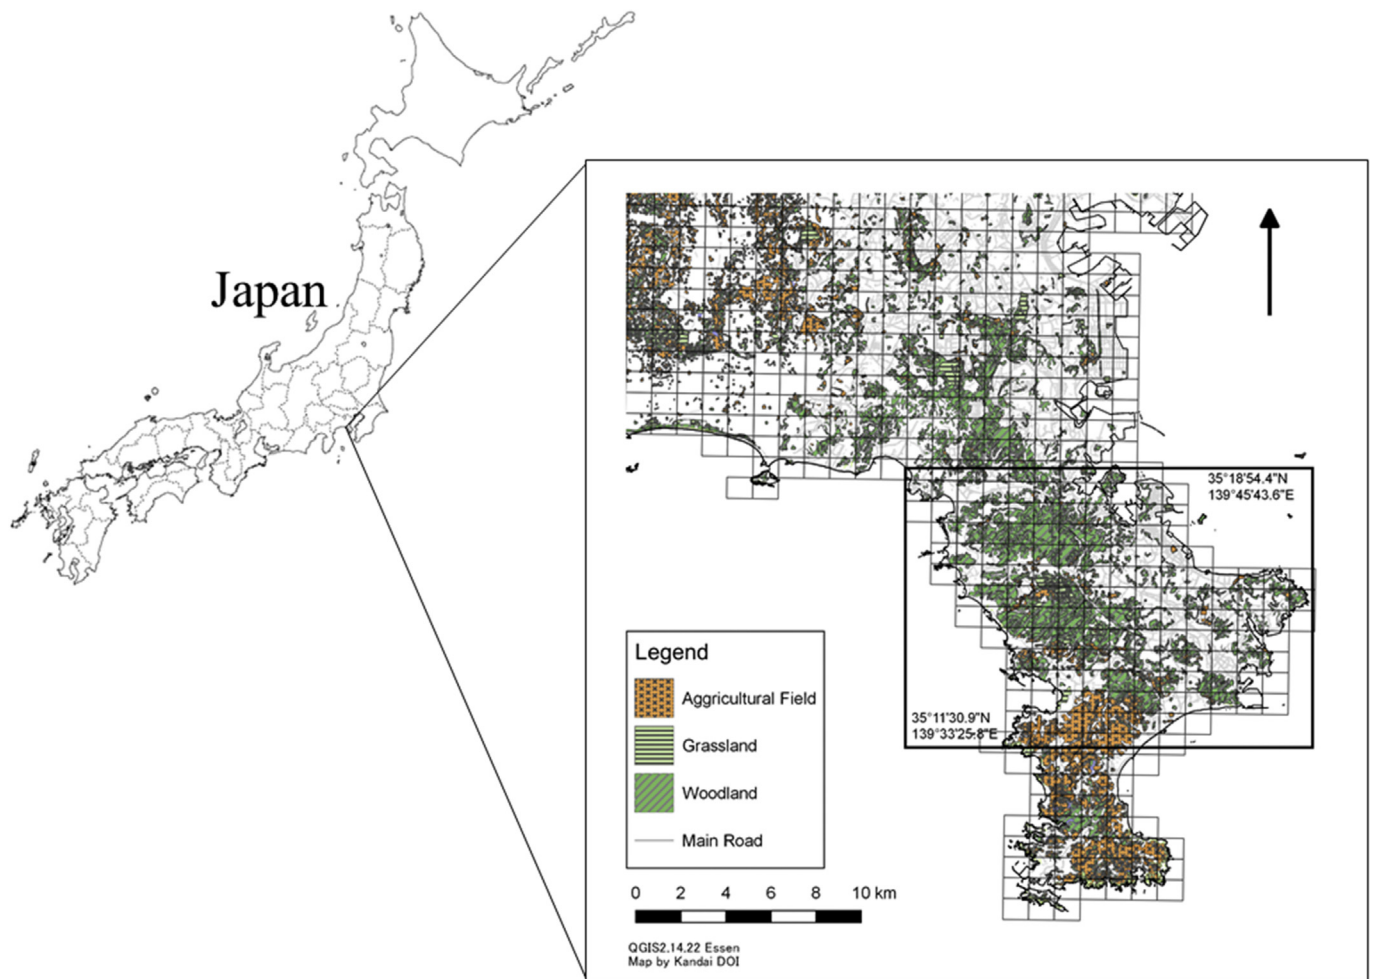 Japan
35°18'54.4"N
139°45'43.6"E
35°11'30.9"N
139°33'25.8"E
Legend
Aggricultural Field
Grassland
Woodland
Main Road
0 2 4 6 8 10 km
QGIS2.14.22 Essen
Map by Kandai DOI